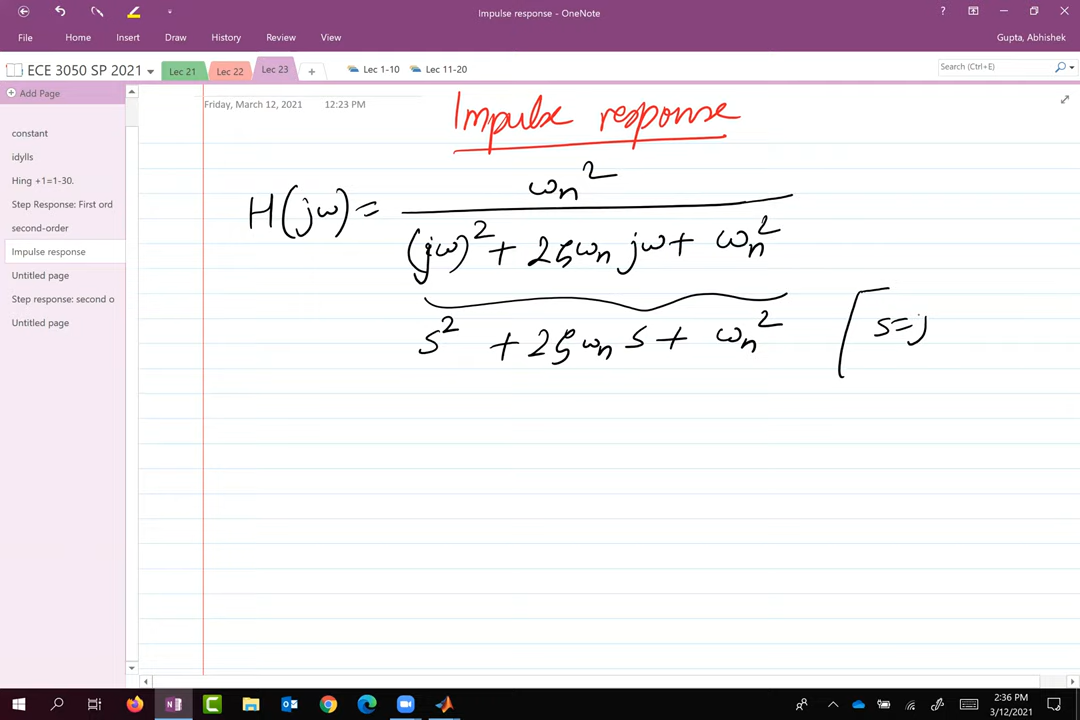 Impulse response - OneNote
?
File Home Insert Draw History Review View
Gupta, Abhishek
ECE 3050 SP 2021 Lec 21 Lec 22 Lec 23 + Lec 1-10 Lec 11-20
Search (Ctrl+E)
Add Page
constant
idylls
Hing +1=1-30.
Step Response: First ord
second-order
Impulse response
Untitled page
Step response: second o
Untitled page
Friday, March 12, 2021 12:23 PM
Impulse response
H(jω) = ωn²
(jω)² + 2ζωn jω + ωn²
s² + 2ζωn s + ωn²
s=j
2:36 PM
3/12/2021